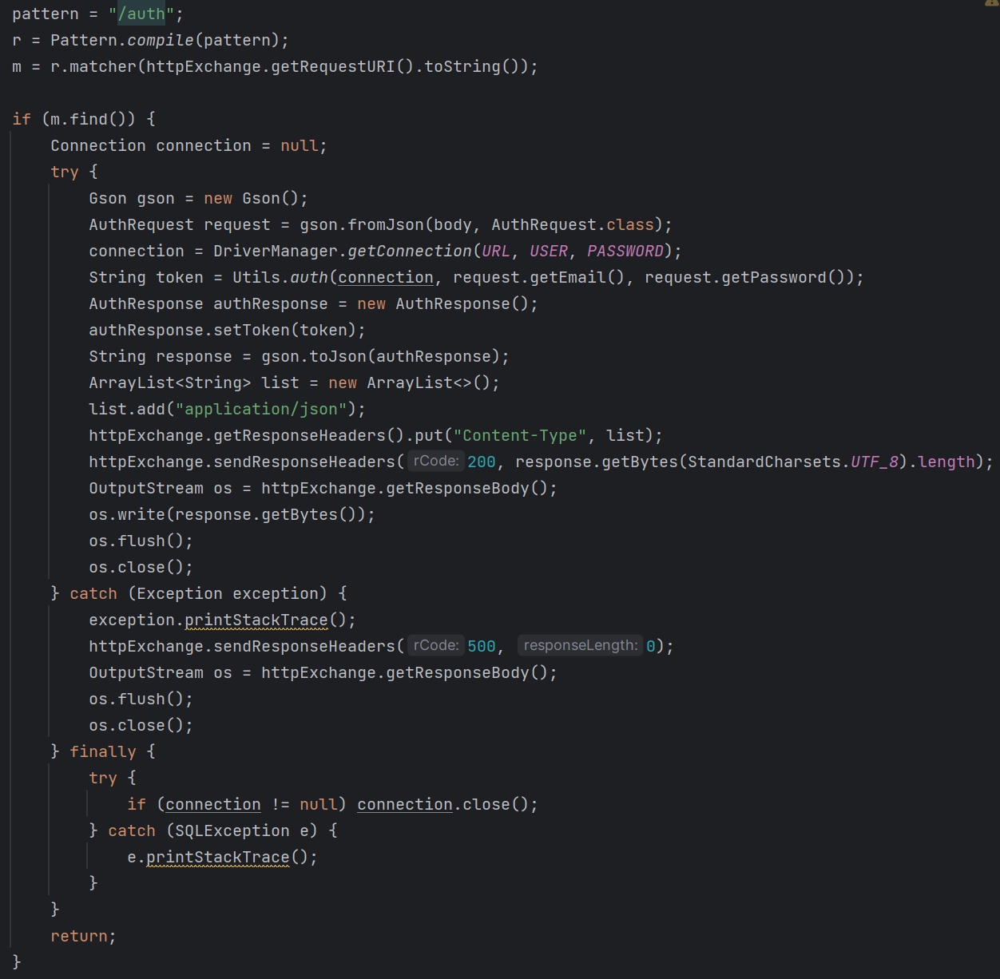 pattern = "/auth";
r = Pattern.compile(pattern);
m = r.matcher(httpExchange.getRequestURI().toString());

if (m.find()) {
    Connection connection = null;
    try {
        Gson gson = new Gson();
        AuthRequest request = gson.fromJson(body, AuthRequest.class);
        connection = DriverManager.getConnection(URL, USER, PASSWORD);
        String token = Utils.auth(connection, request.getEmail(), request.getPassword());
        AuthResponse authResponse = new AuthResponse();
        authResponse.setToken(token);
        String response = gson.toJson(authResponse);
        ArrayList<String> list = new ArrayList<>();
        list.add("application/json");
        httpExchange.getResponseHeaders().put("Content-Type", list);
        httpExchange.sendResponseHeaders( rCode: 200, response.getBytes(StandardCharsets.UTF_8).length);
        OutputStream os = httpExchange.getResponseBody();
        os.write(response.getBytes());
        os.flush();
        os.close();
    } catch (Exception exception) {
        exception.printStackTrace();
        httpExchange.sendResponseHeaders( rCode: 500, responseLength: 0);
        OutputStream os = httpExchange.getResponseBody();
        os.flush();
        os.close();
    } finally {
        try {
            if (connection != null) connection.close();
        } catch (SQLException e) {
            e.printStackTrace();
        }
    }
    return;
}